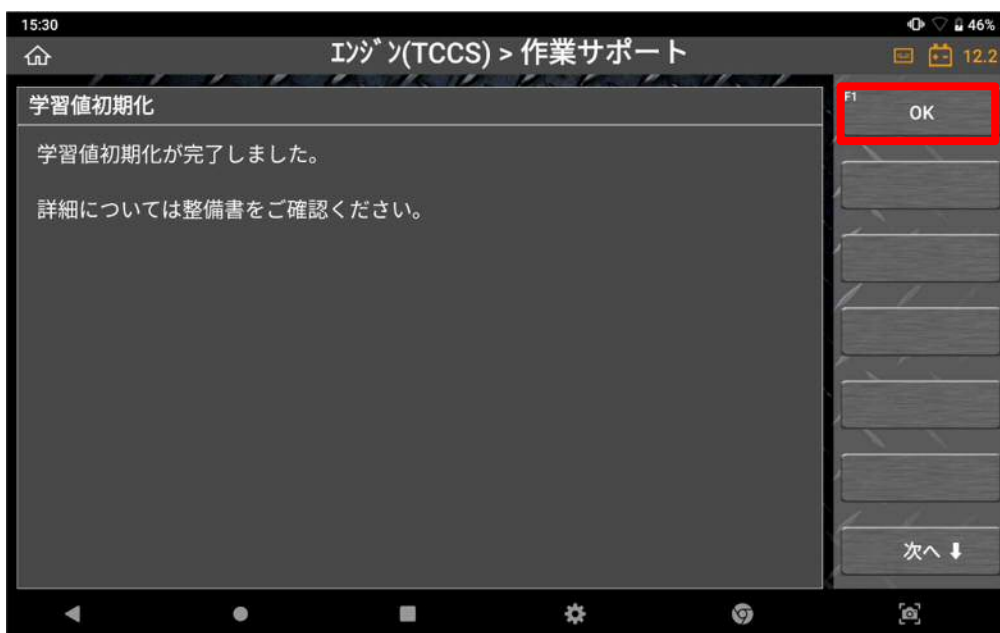 15:30
46%
ｴﾝｼﾞﾝ(TCCS) > 作業サポート
12.2
学習値初期化
学習値初期化が完了しました。
詳細については整備書をご確認ください。
F1
OK
次へ⬇